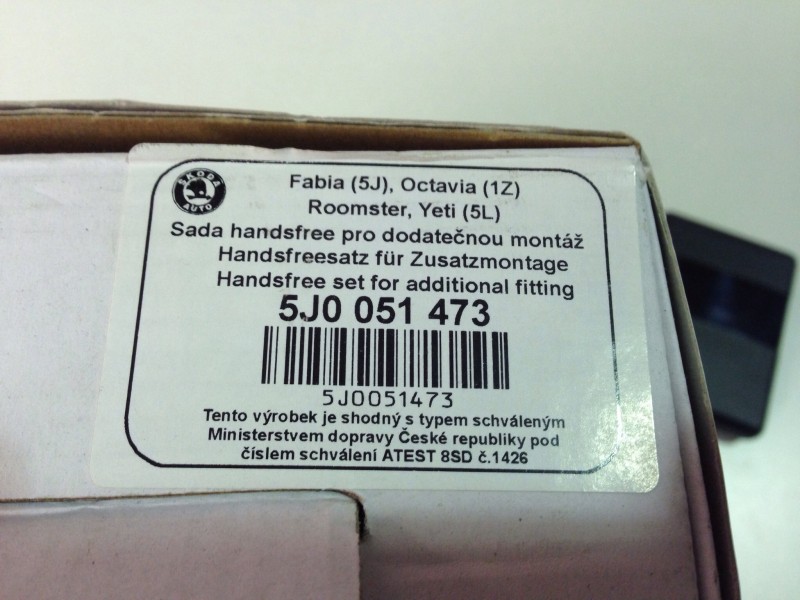 ŠKODA
AUTO
Fabia (5J), Octavia (1Z)
Roomster, Yeti (5L)
Sada handsfree pro dodatečnou montáž
Handsfreesatz für Zusatzmontage
Handsfree set for additional fitting
5J0 051 473
5J0051473
Tento výrobek je shodný s typem schváleným
Ministerstvem dopravy České republiky pod
číslem schválení ATEST 8SD č.1426